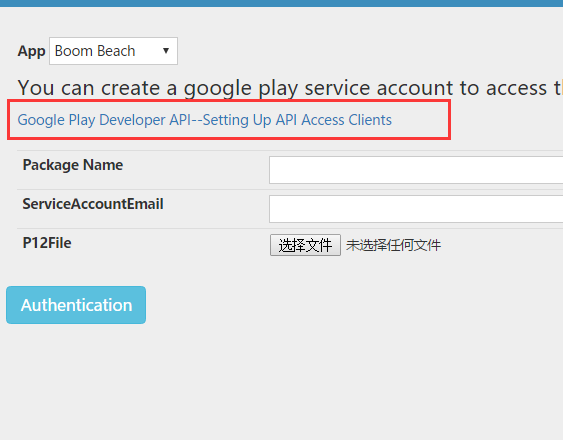 App Boom Beach
You can create a google play service account to access
Google Play Developer API--Setting Up API Access Clients
Package Name
ServiceAccountEmail
P12File 选择文件 未选择任何文件
Authentication